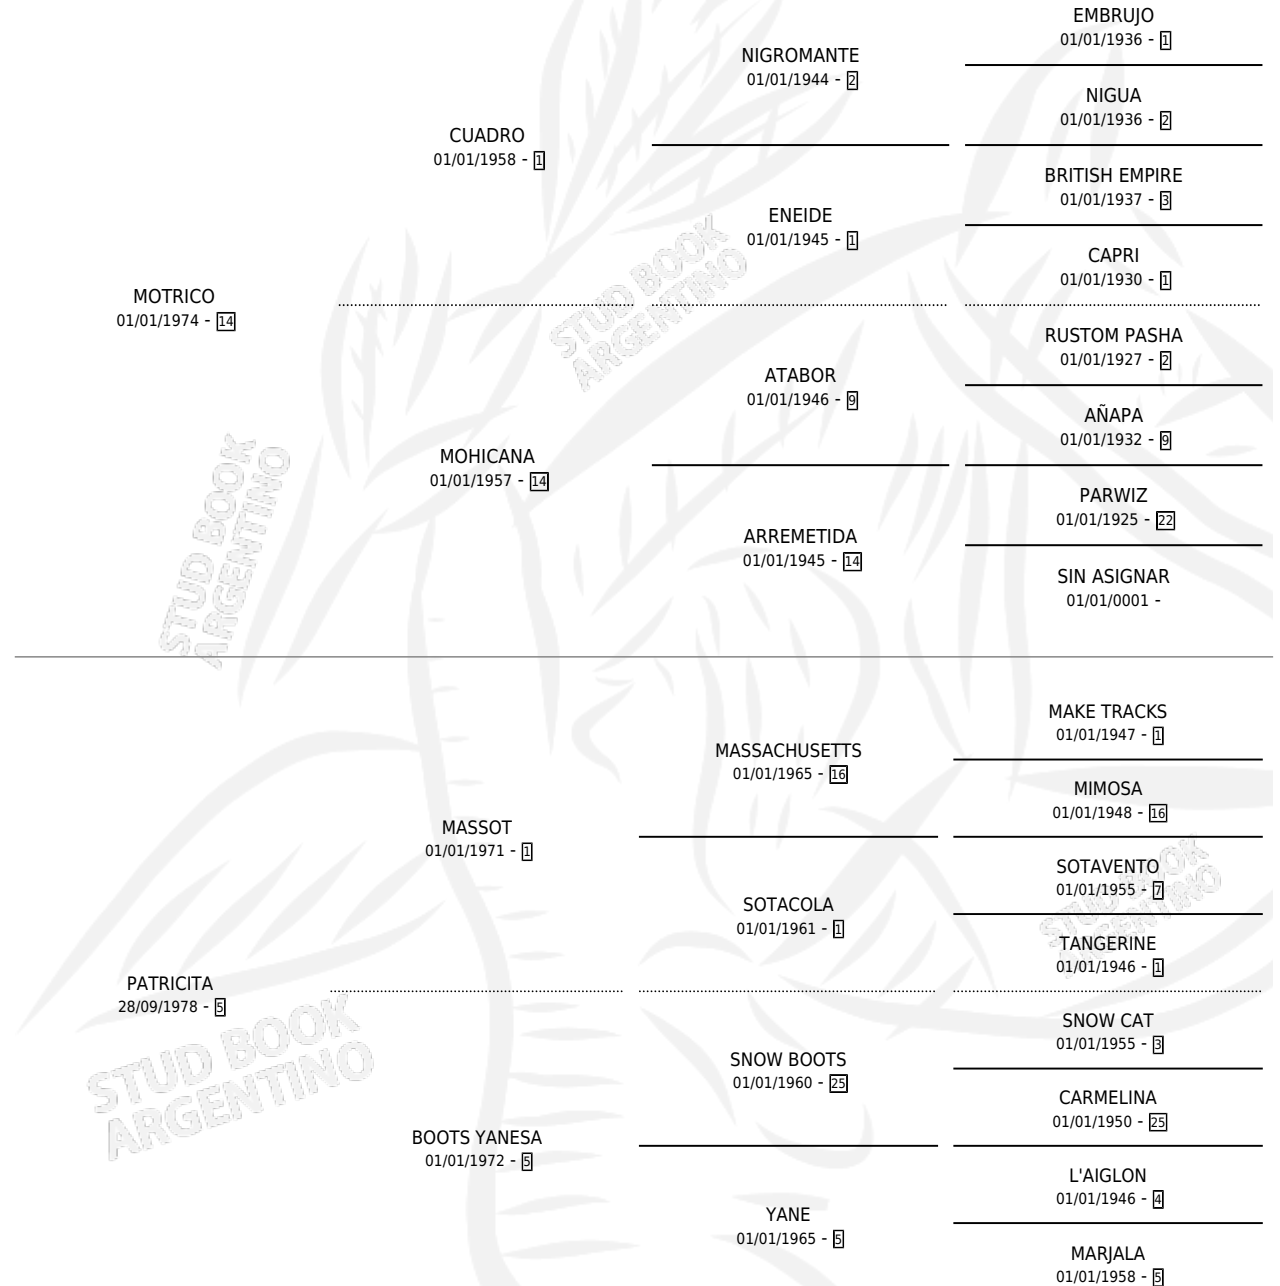 EMBRUJO
01/01/1936 - 1
NIGROMANTE
01/01/1944 - 2
NIGUA
01/01/1936 - 2
CUADRO
01/01/1958 - 1
BRITISH EMPIRE
01/01/1937 - 3
ENEIDE
01/01/1945 - 1
CAPRI
01/01/1930 - 1
MOTRICO
01/01/1974 - 14
RUSTOM PASHA
01/01/1927 - 2
ATABOR
01/01/1946 - 9
AÑAPA
01/01/1932 - 9
MOHICANA
01/01/1957 - 14
PARWIZ
01/01/1925 - 22
ARREMETIDA
01/01/1945 - 14
SIN ASIGNAR
01/01/0001 -
MAKE TRACKS
01/01/1947 - 1
MASSACHUSETTS
01/01/1965 - 16
MIMOSA
01/01/1948 - 16
MASSOT
01/01/1971 - 1
SOTAVENTO
01/01/1955 - 7
SOTACOLA
01/01/1961 - 1
TANGERINE
01/01/1946 - 1
PATRICITA
28/09/1978 - 5
SNOW CAT
01/01/1955 - 3
SNOW BOOTS
01/01/1960 - 25
CARMELINA
01/01/1950 - 25
BOOTS YANESA
01/01/1972 - 5
L'AIGLON
01/01/1946 - 4
YANE
01/01/1965 - 5
MARJALA
01/01/1958 - 5
STUD BOOK
ARGENTINO
STUD BOOK
ARGENTINO
STUD BOOK
ARGENTINO
STUD BOOK
ARGENTINO